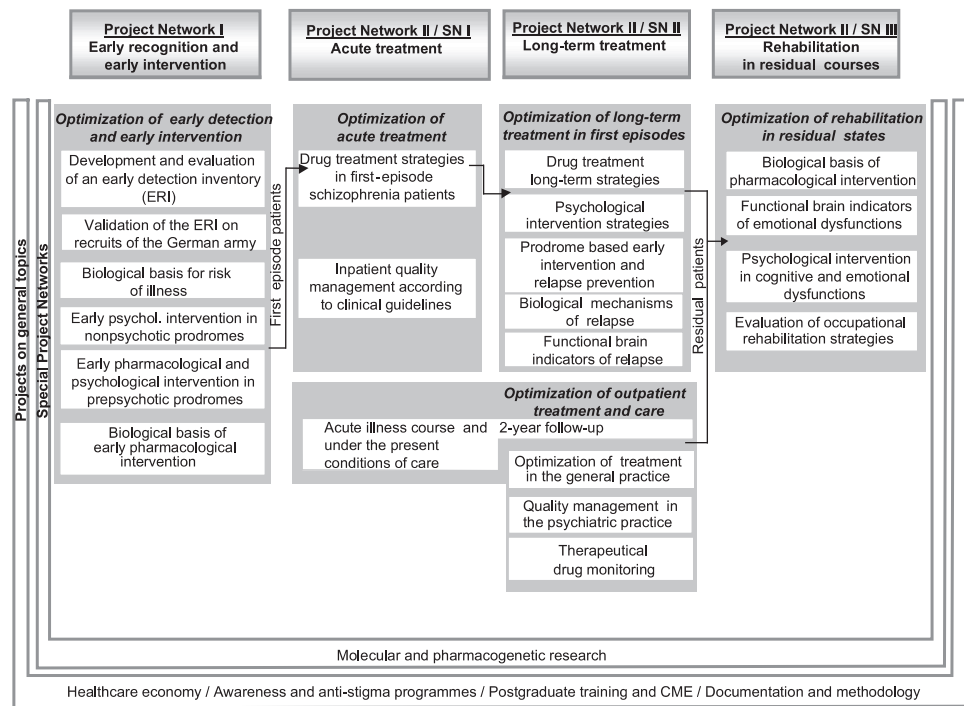 Project Network I
Early recognition and
early intervention
Project Network II / SN I
Acute treatment
Project Network II / SN II
Long-term treatment
Project Network II / SN III
Rehabilitation
in residual courses
Projects on general topics
Special Project Networks
Optimization of early detection
and early intervention
Development and evaluation
of an early detection inventory
(ERI)
Validation of the ERI on
recruits of the German army
Biological basis for risk
of illness
Early psychol. intervention in
nonpsychotic prodromes
Early pharmacological and
psychological intervention in
prepsychotic prodromes
Biological basis of
early pharmacological
intervention
First episode patients
Optimization of
acute treatment
Drug treatment strategies
in first-episode
schizophrenia patients
Inpatient quality
management according
to clinical guidelines
Optimization of long-term
treatment in first episodes
Drug treatment
long-term strategies
Psychological
intervention strategies
Prodrome based early
intervention and
relapse prevention
Biological mechanisms
of relapse
Functional brain
indicators of relapse
Residual patients
Optimization of rehabilitation
in residual states
Biological basis of
pharmacological intervention
Functional brain indicators
of emotional dysfunctions
Psychological intervention
in cognitive and emotional
dysfunctions
Evaluation of occupational
rehabilitation strategies
Optimization of outpatient
treatment and care
Acute illness course and 2-year follow-up
under the present
conditions of care
Optimization of treatment
in the general practice
Quality management in
the psychiatric practice
Therapeutical
drug monitoring
Molecular and pharmacogenetic research
Healthcare economy / Awareness and anti-stigma programmes / Postgraduate training and CME / Documentation and methodology